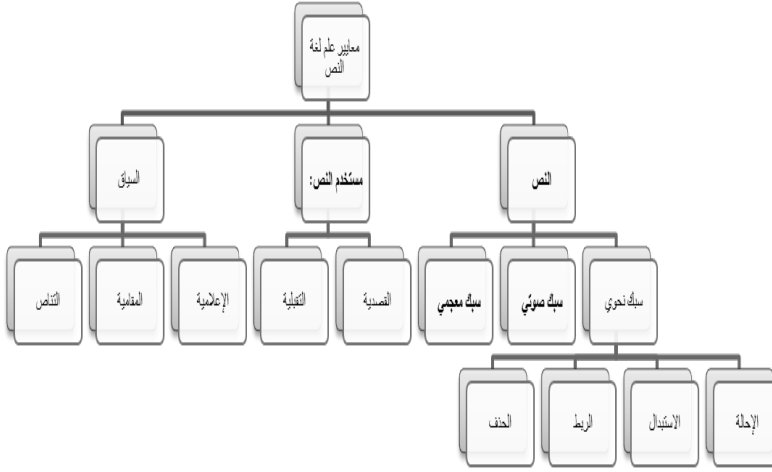 معايير علم لغة
النص
النص
مستخدم النص:
السياق
سبك نحوي
سبك صوتي
سبك معجمي
القصدية
التقبلية
الإعلامية
المقامية
التناص
الإحالة
الاستبدال
الربط
الحذف